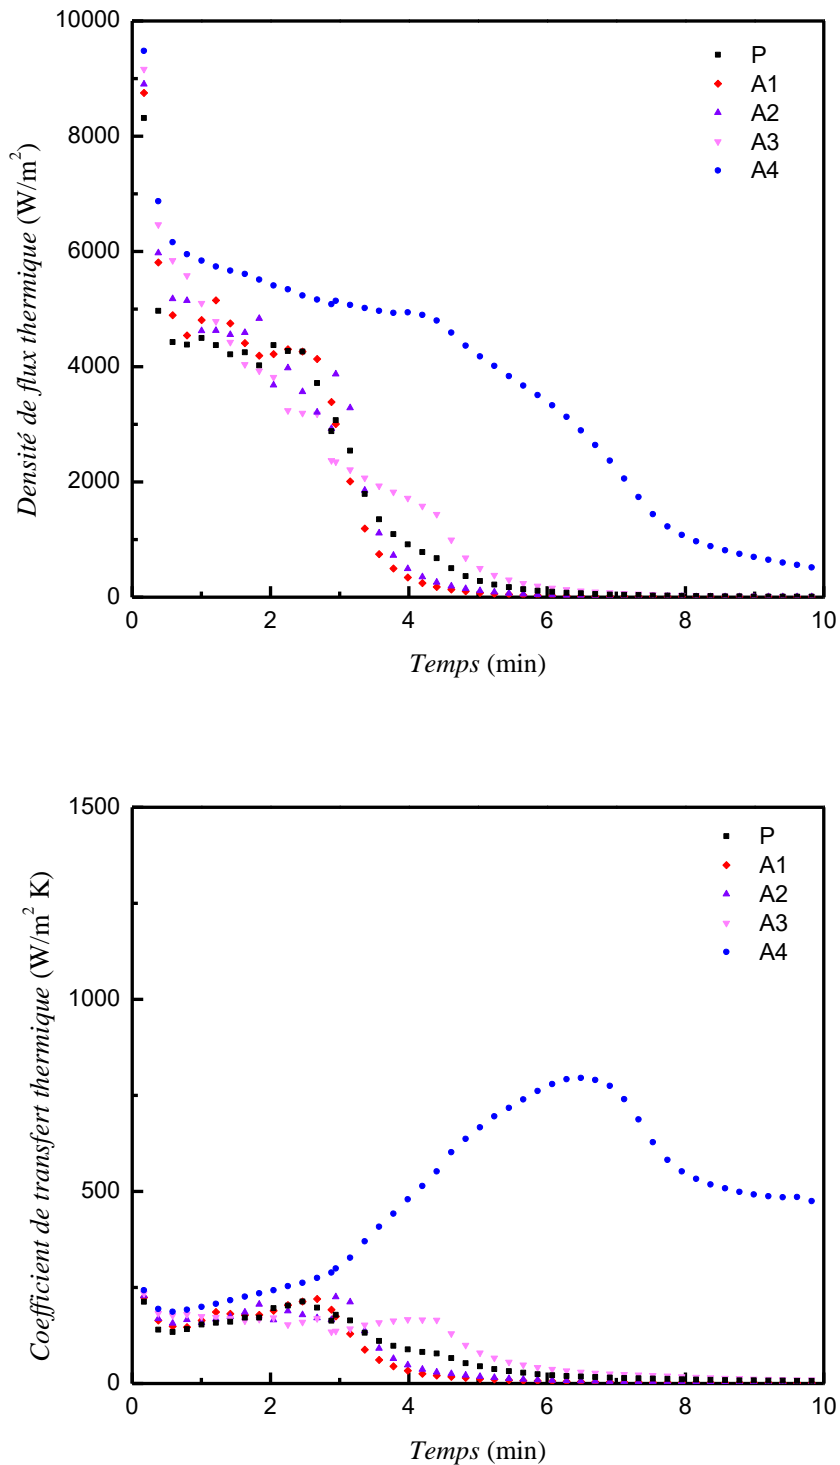 10000
8000
6000
4000
2000
0
Densité de flux thermique (W/m²)
P
A1
A2
A3
A4
0 2 4 6 8 10
Temps (min)
1500
1000
500
0
Coefficient de transfert thermique (W/m² K)
P
A1
A2
A3
A4
0 2 4 6 8 10
Temps (min)